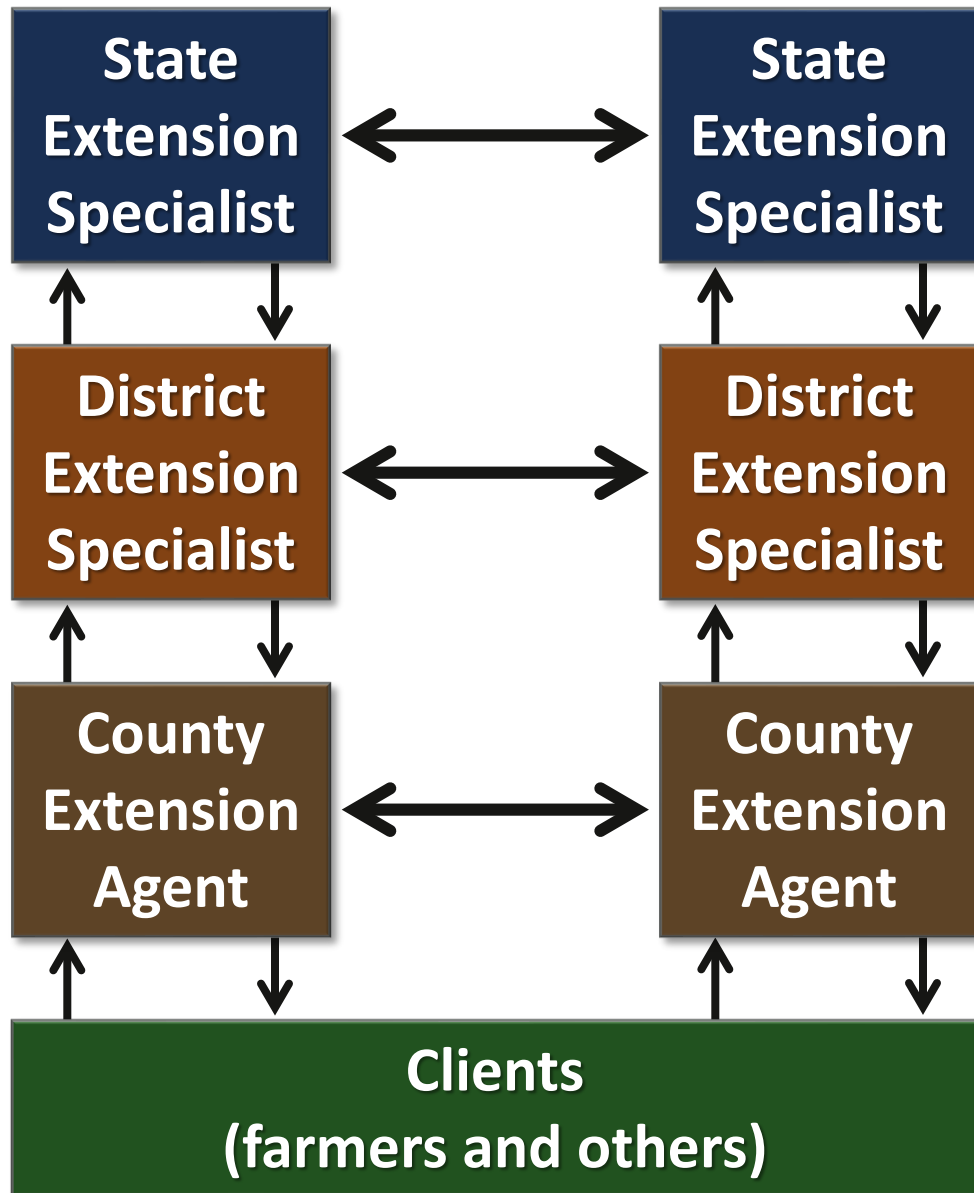 State
Extension
Specialist
State
Extension
Specialist
District
Extension
Specialist
District
Extension
Specialist
County
Extension
Agent
County
Extension
Agent
Clients
(farmers and others)